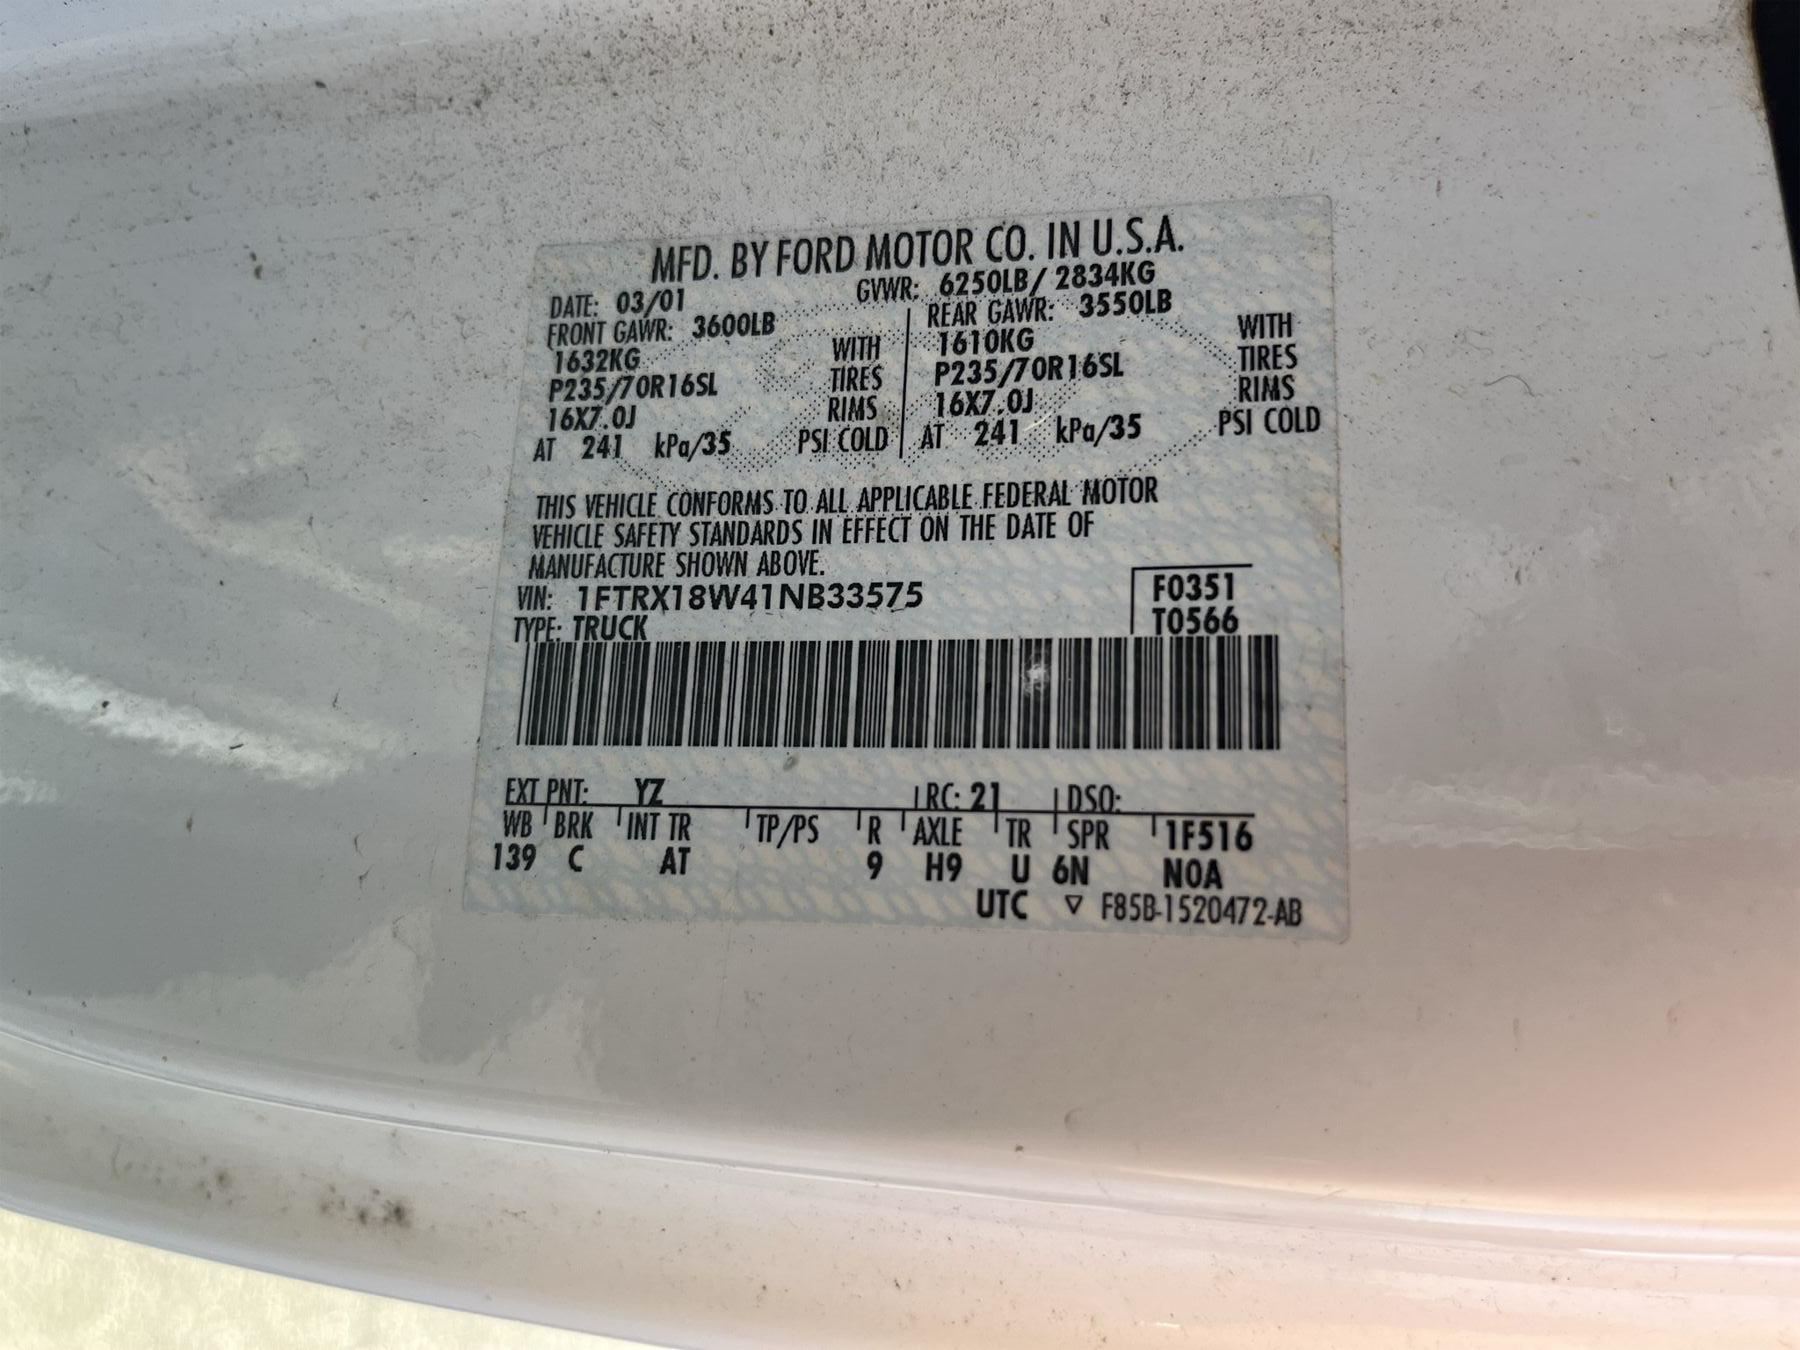 MFD. BY FORD MOTOR CO. IN U.S.A.
DATE: 03/01 GVWR: 6250LB/ 2834KG
FRONT GAWR: 3600LB REAR GAWR: 3550LB
1632KG WITH 1610KG WITH
P235/70R16SL TIRES P235/70R16SL TIRES
16X7.0J RIMS 16X7.0J RIMS
AT 241 kPa/35 PSI COLD AT 241 kPa/35 PSI COLD
THIS VEHICLE CONFORMS TO ALL APPLICABLE FEDERAL MOTOR
VEHICLE SAFETY STANDARDS IN EFFECT ON THE DATE OF
MANUFACTURE SHOWN ABOVE.
VIN: 1FTRX18W41NB33575 F0351
TYPE: TRUCK T0566
EXT PNT: YZ RC: 21 DSO:
WB BRK INT TR TP/PS R AXLE TR SPR 1F516
139 C AT 9 H9 U 6N N0A
UTC ▽ F85B-1520472-AB